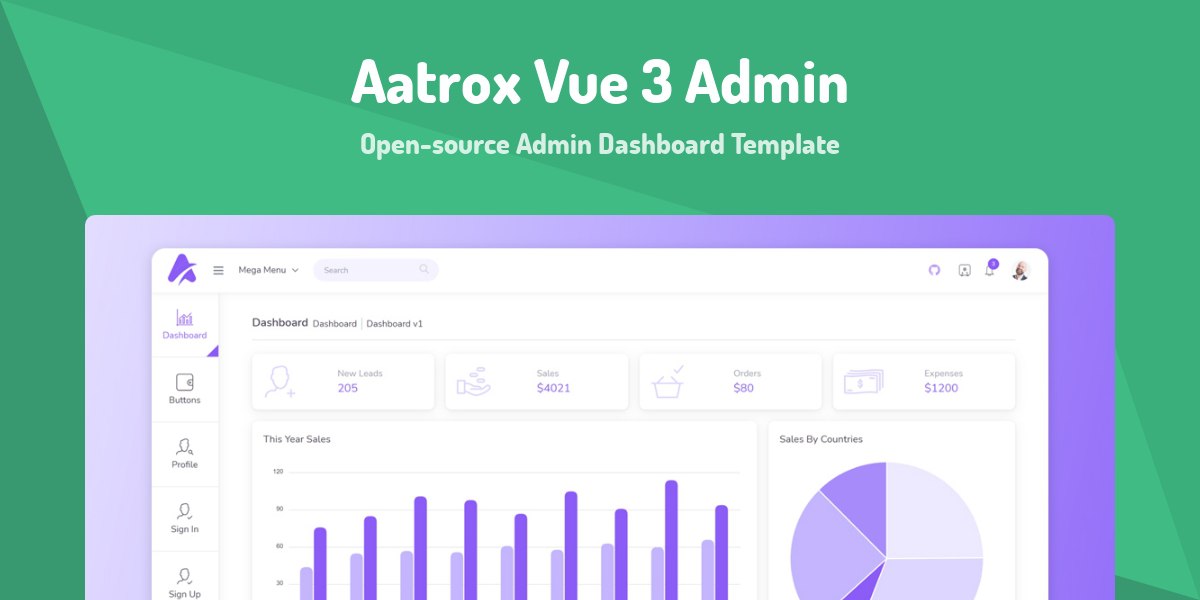 Aatrox Vue 3 Admin
Open-source Admin Dashboard Template
Mega Menu
Search
3
Dashboard
Buttons
Profile
Sign In
Sign Up
Dashboard Dashboard | Dashboard v1
New Leads
205
Sales
$4021
Orders
$80
Expenses
$1200
This Year Sales
120
90
60
30
Sales By Countries